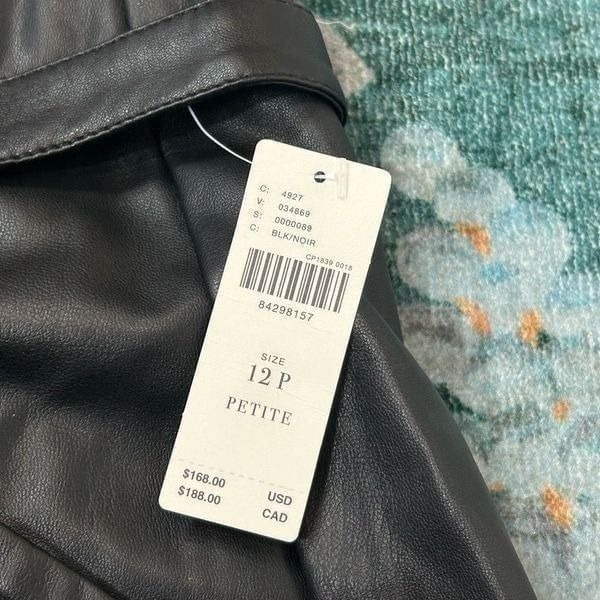 C: 4927
V: 034869
S: 0000089
C: BLK/NOIR
CP1839 0018
84298157
SIZE
12 P
PETITE
$168.00 USD
$188.00 CAD